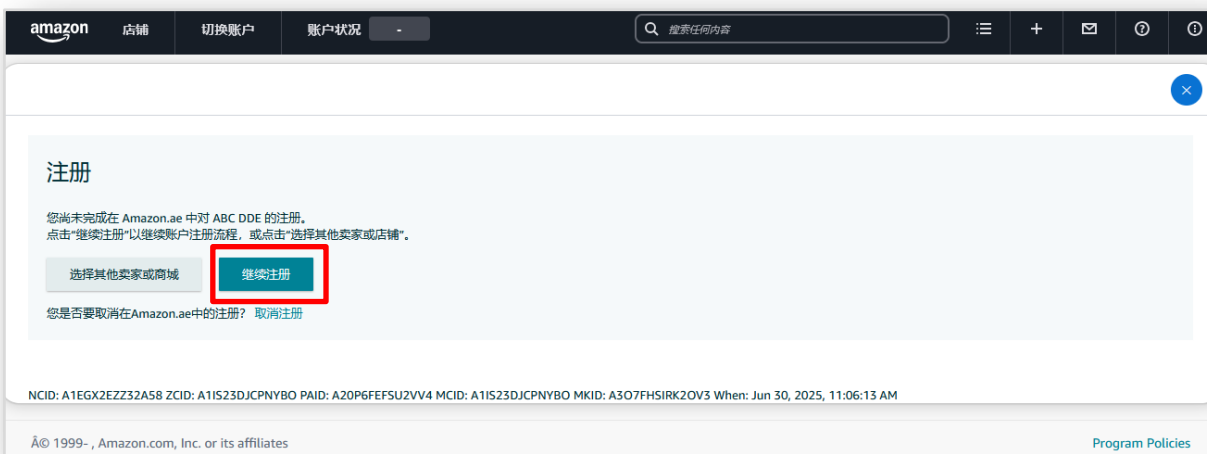 amazon 店铺 切换账户 账户状况 - 搜索任何内容
注册
您尚未完成在 Amazon.ae 中对 ABC DDE 的注册。
点击“继续注册”以继续账户注册流程，或点击“选择其他卖家或店铺”。
选择其他卖家或商城 继续注册
您是否要取消在Amazon.ae中的注册？ 取消注册
NCID: A1EGX2EZZ32A58 ZCID: A1IS23DJCPNYBO PAID: A20P6FEFSU2VV4 MCID: A1IS23DJCPNYBO MKID: A3O7FHSIRK2OV3 When: Jun 30, 2025, 11:06:13 AM
Â© 1999- , Amazon.com, Inc. or its affiliates Program Policies